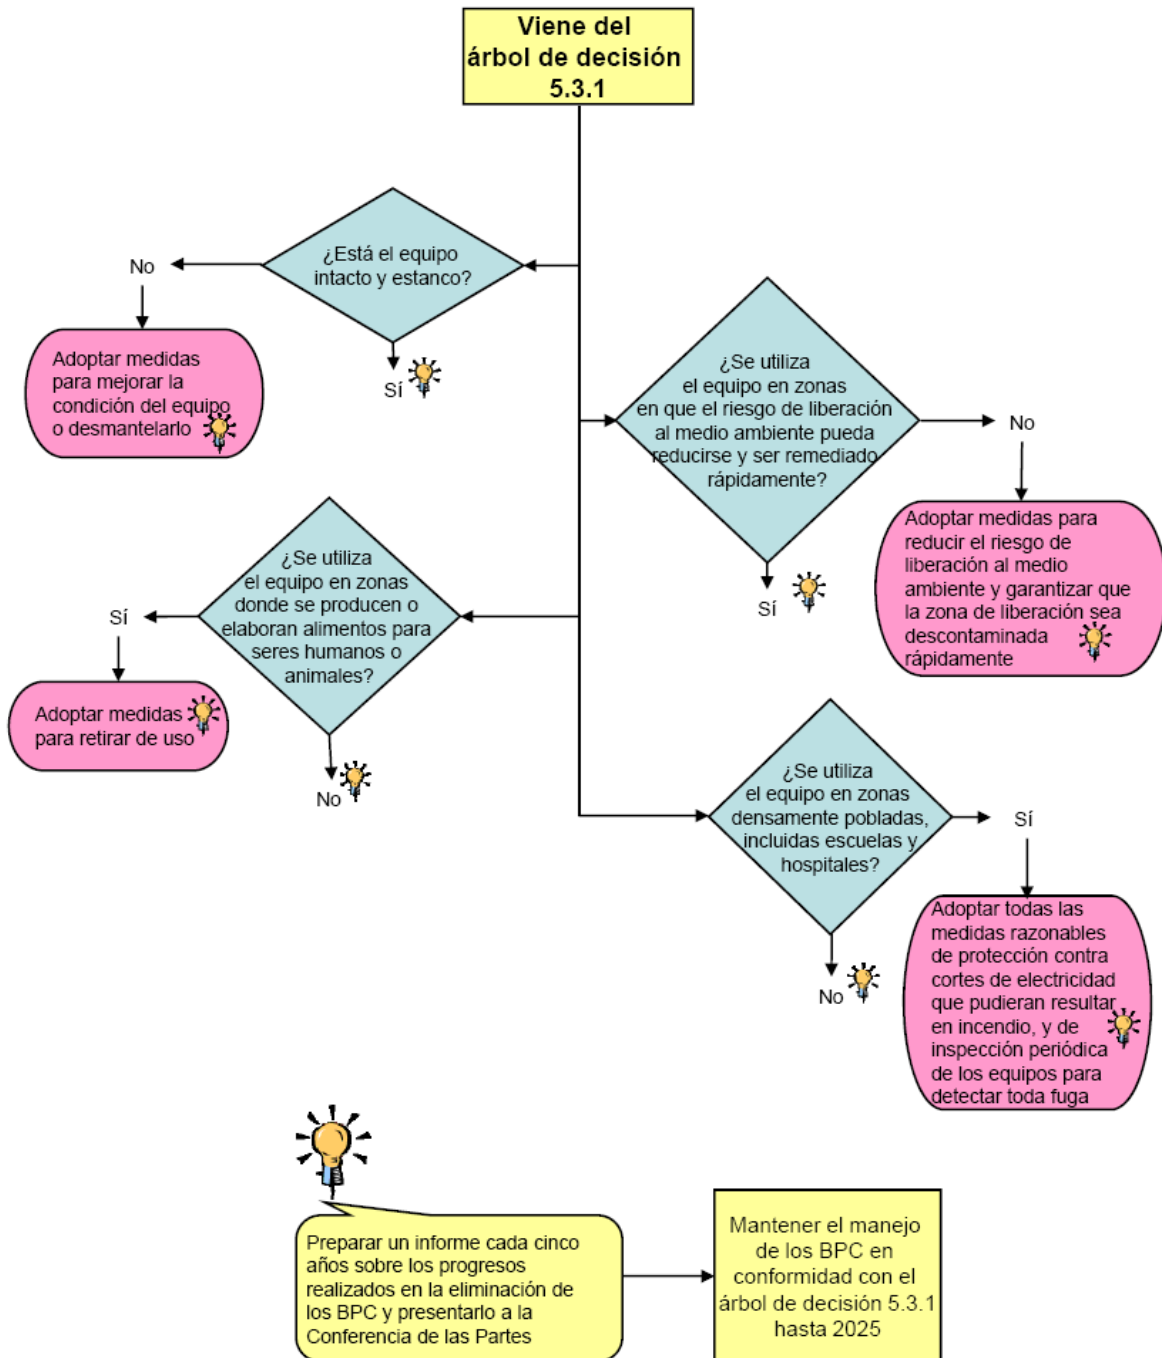 Viene del
árbol de decisión
5.3.1
¿Está el equipo
intacto y estanco?
No
Sí
Adoptar medidas
para mejorar la
condición del equipo
o desmantelarlo
¿Se utiliza
el equipo en zonas
en que el riesgo de liberación
al medio ambiente pueda
reducirse y ser remediado
rápidamente?
No
Sí
Adoptar medidas para
reducir el riesgo de
liberación al medio
ambiente y garantizar que
la zona de liberación sea
descontaminada
rápidamente
¿Se utiliza
el equipo en zonas
donde se producen o
elaboran alimentos para
seres humanos o
animales?
Sí
No
Adoptar medidas
para retirar de uso
¿Se utiliza
el equipo en zonas
densamente pobladas,
incluidas escuelas y
hospitales?
Sí
No
Adoptar todas las
medidas razonables
de protección contra
cortes de electricidad
que pudieran resultar
en incendio, y de
inspección periódica
de los equipos para
detectar toda fuga
Preparar un informe cada cinco
años sobre los progresos
realizados en la eliminación de
los BPC y presentarlo a la
Conferencia de las Partes
Mantener el manejo
de los BPC en
conformidad con el
árbol de decisión 5.3.1
hasta 2025